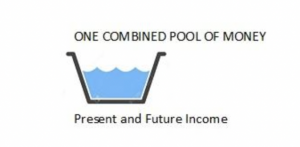 ONE COMBINED POOL OF MONEY
Present and Future Income